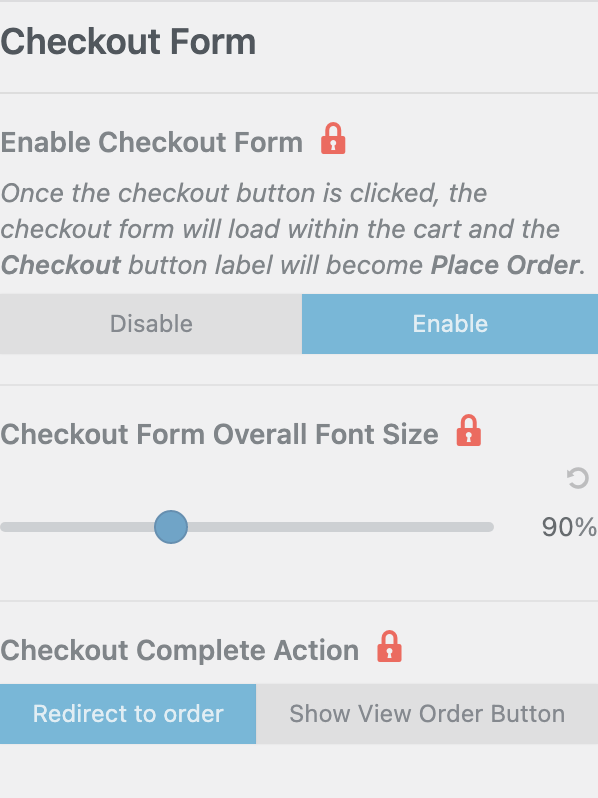 Checkout Form
Enable Checkout Form
Once the checkout button is clicked, the
checkout form will load within the cart and the
Checkout button label will become Place Order.
Disable
Enable
Checkout Form Overall Font Size
90%
Checkout Complete Action
Redirect to order
Show View Order Button